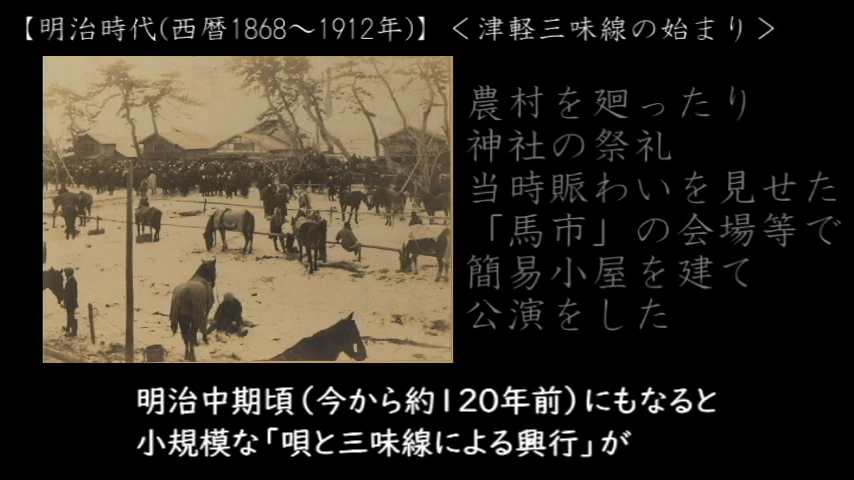 【明治時代(西暦1868～1912年)】＜津軽三味線の始まり＞
農村を廻ったり
神社の祭礼
当時賑わいを見せた
「馬市」の会場等で
簡易小屋を建て
公演をした
明治中期頃(今から約120年前)にもなると
小規模な「唄と三味線による興行」が